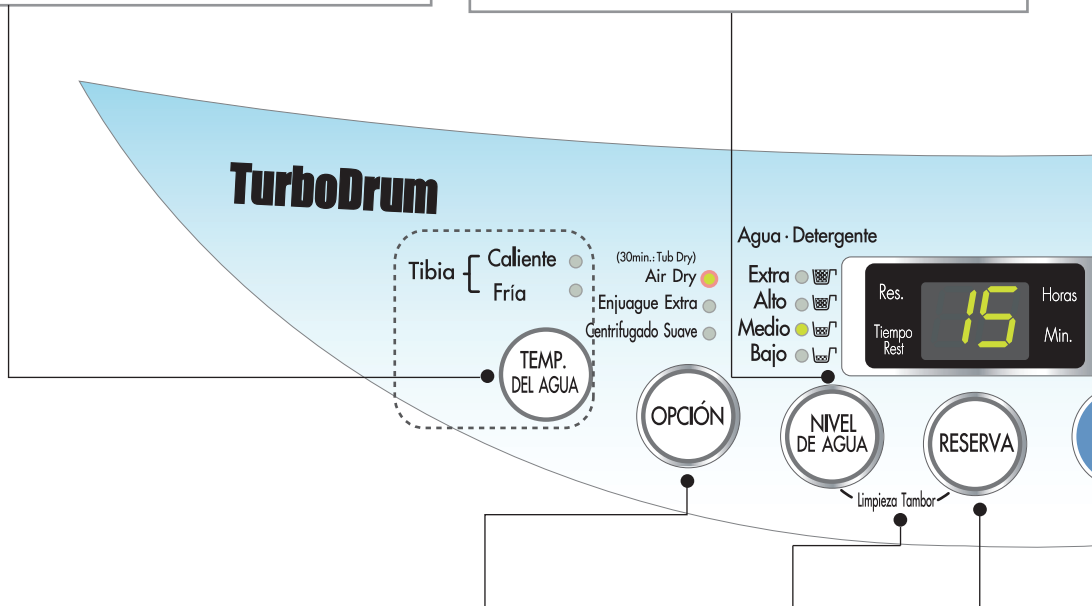 TurboDrum
Tibia
Caliente
Fría
TEMP.
DEL AGUA
(30min.: Tub Dry)
Air Dry
Enjuague Extra
Centrifugado Suave
OPCIÓN
Agua · Detergente
Extra
Alto
Medio
Bajo
NIVEL
DE AGUA
Res.
Tiempo
Rest
15
Horas
Min.
RESERVA
Limpieza Tambor